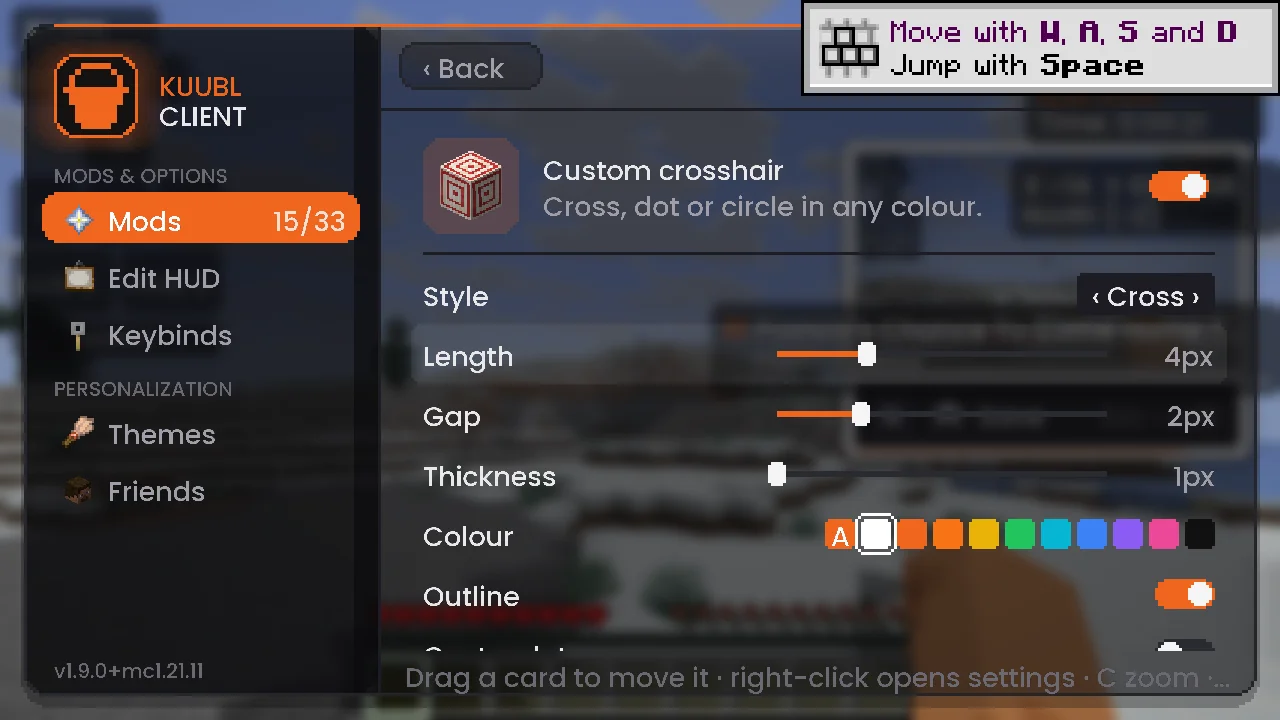 KUUBL
CLIENT
MODS & OPTIONS
Mods 15/33
Edit HUD
Keybinds
PERSONALIZATION
Themes
Friends
v1.9.0+mc1.21.11
‹ Back
Move with W, A, S and D
Jump with Space
Custom crosshair
Cross, dot or circle in any colour.
Style ‹ Cross ›
Length 4px
Gap 2px
Thickness 1px
Colour A
Outline
Drag a card to move it · right-click opens settings · C zoom ·...